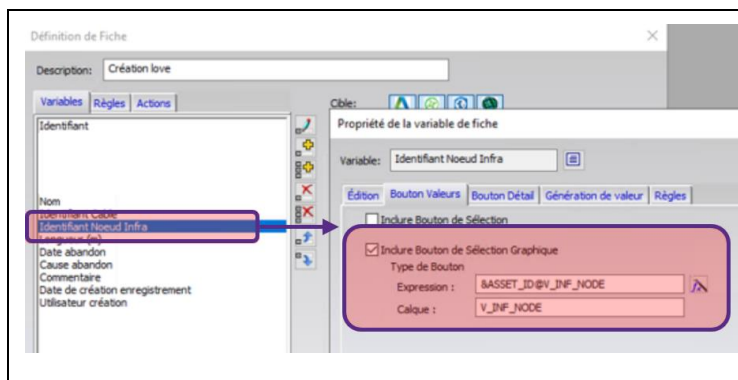 Définition de Fiche
Description: Création love
Variables Règles Actions
Cible:
Identifiant
Nom
Identifiant Cable
Identifiant Noeud Infra
Longueur (m)
Date abandon
Cause abandon
Commentaire
Date de création enregistrement
Utilisateur création
Propriété de la variable de fiche
Variable: Identifiant Noeud Infra
Édition Bouton Valeurs Bouton Détail Génération de valeur Règles
Inclure Bouton de Sélection
Inclure Bouton de Sélection Graphique
Type de Bouton
Expression : &ASSET_ID@V_INF_NODE
Calque : V_INF_NODE